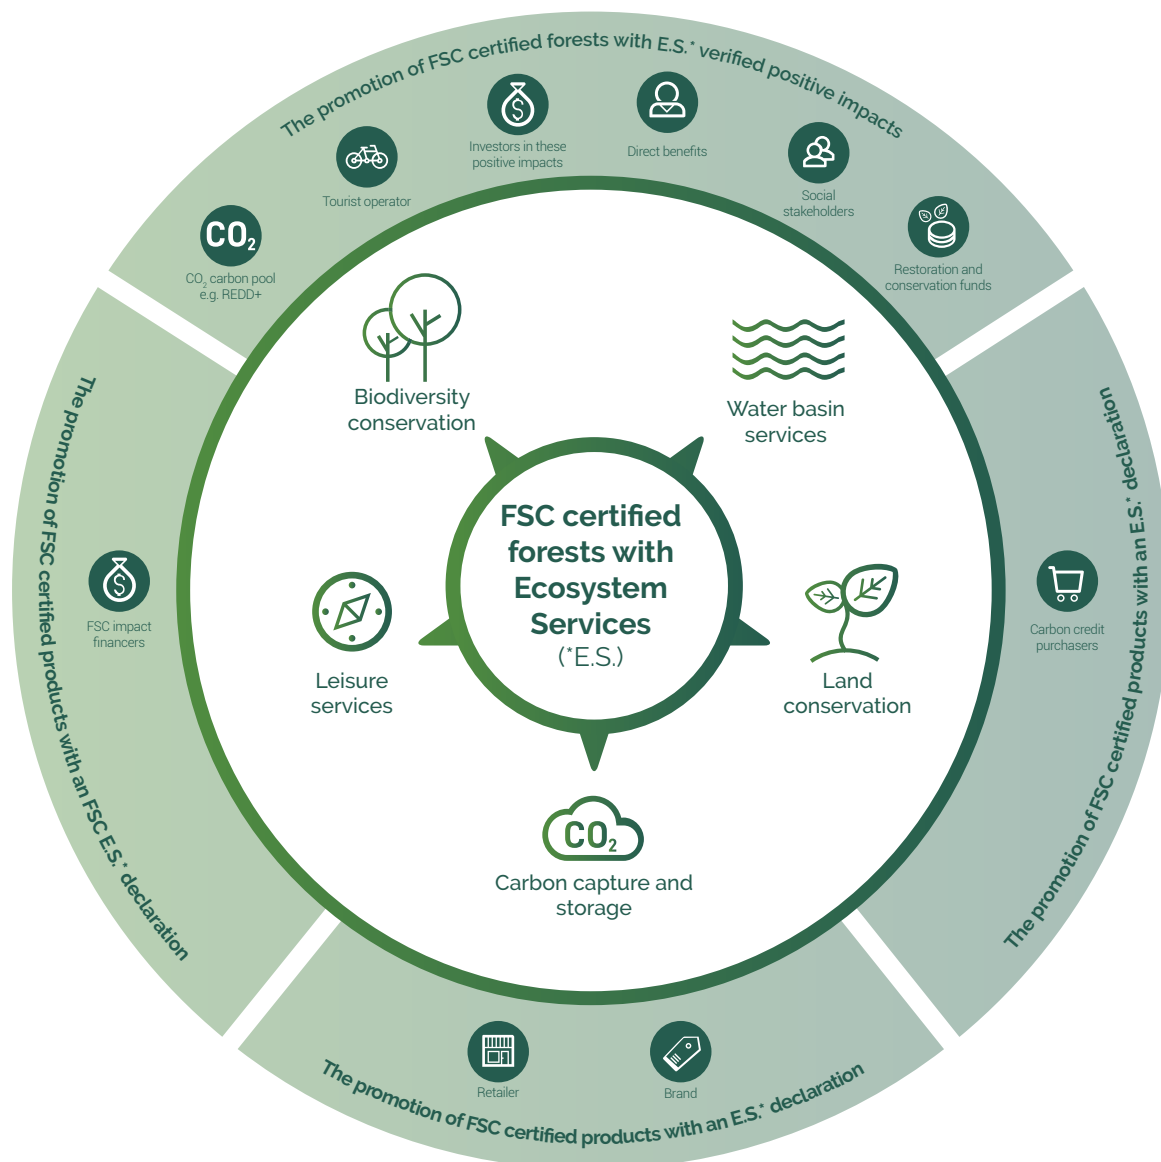 The promotion of FSC certified forests with E.S.* verified positive impacts
CO₂
CO₂ carbon pool
e.g. REDD+
Tourist operator
$
Investors in these
positive impacts
Direct benefits
Social
stakeholders
Restoration and
conservation funds
Biodiversity
conservation
Water basin
services
FSC certified
forests with
Ecosystem
Services
(*E.S.)
Leisure
services
Land
conservation
CO₂
Carbon capture and
storage
The promotion of FSC certified products with an FSC E.S.* declaration
$
FSC impact
financers
The promotion of FSC certified products with an E.S.* declaration
Carbon credit
purchasers
Retailer
Brand
The promotion of FSC certified products with an E.S.* declaration